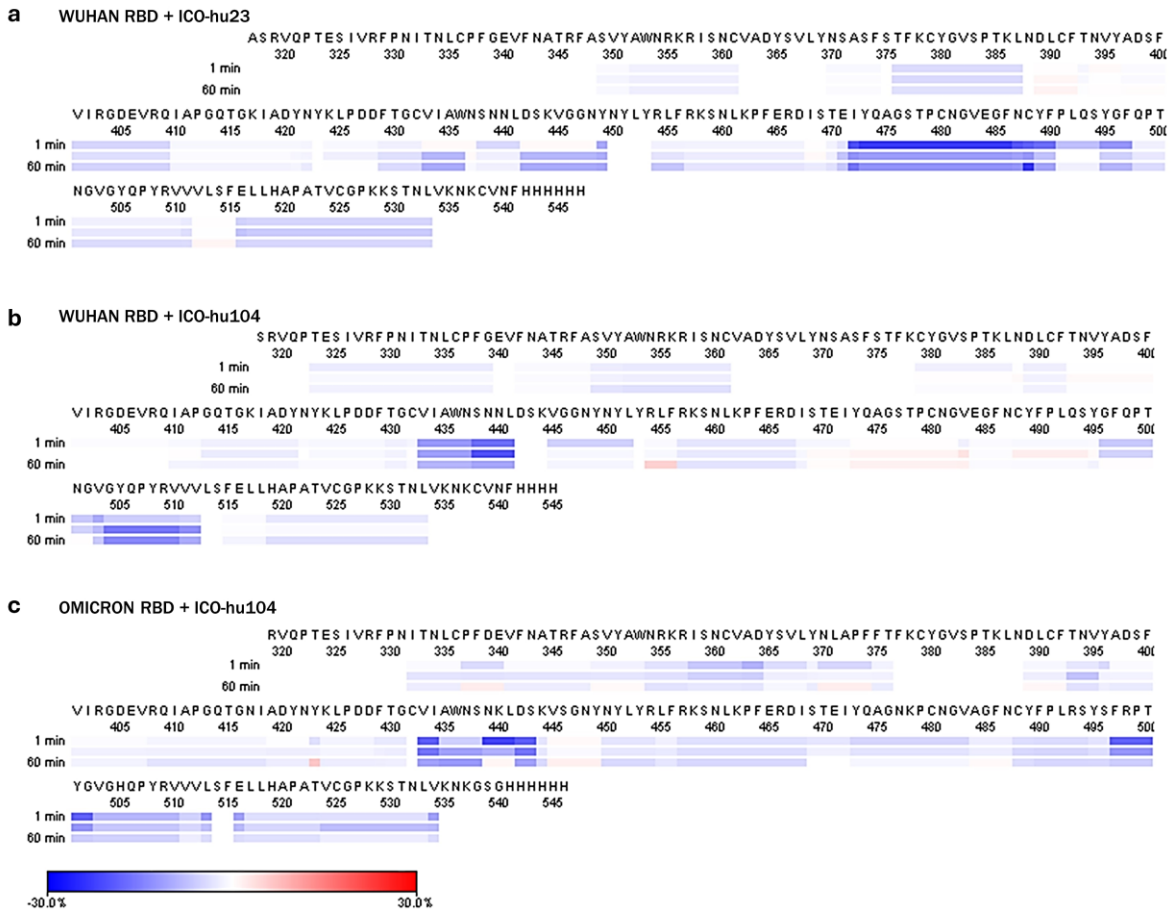 a WUHAN RBD + ICO-hu23
ASRVQPTESIVRFPNITNLCPFGEVFNATRFASVYAWNRKRISNCVADYSVLYNSASFSTFKCYGVSPTKLNDLCFTNVYADSF
320 325 330 335 340 345 350 355 360 365 370 375 380 385 390 395 400
1 min
60 min
VIRGDEVRQIAPGQTGKIADYNYKLPDDFTGCVIAWNSNNLDSKVGGNYNYLYRLFRKSNLKPFERDISTEIYQAGSTPCNGVEGFNCYFPLQSYGFQPT
405 410 415 420 425 430 435 440 445 450 455 460 465 470 475 480 485 490 495 500
1 min
60 min
NGVGYQPYRVVVLSFELLHAPATVCGPKKSTNLVKNKCVNFHHHHHH
505 510 515 520 525 530 535 540 545
1 min
60 min
b WUHAN RBD + ICO-hu104
SRVQPTESIVRFPNITNLCPFGEVFNATRFASVYAWNRKRISNCVADYSVLYNSASFSTFKCYGVSPTKLNDLCFTNVYADSF
320 325 330 335 340 345 350 355 360 365 370 375 380 385 390 395 400
1 min
60 min
VIRGDEVRQIAPGQTGKIADYNYKLPDDFTGCVIAWNSNNLDSKVGGNYNYLYRLFRKSNLKPFERDISTEIYQAGSTPCNGVEGFNCYFPLQSYGFQPT
405 410 415 420 425 430 435 440 445 450 455 460 465 470 475 480 485 490 495 500
1 min
60 min
NGVGYQPYRVVVLSFELLHAPATVCGPKKSTNLVKNKCVNFHHHH
505 510 515 520 525 530 535 540 545
1 min
60 min
c OMICRON RBD + ICO-hu104
RVQPTESIVRFPNITNLCPFDEVFNATRFASVYAWNRKRISNCVADYSVLYNLAPFFTFKCYGVSPTKLNDLCFTNVYADSF
320 325 330 335 340 345 350 355 360 365 370 375 380 385 390 395 400
1 min
60 min
VIRGDEVRQIAPGQTGNIADYNYKLPDDFTGCVIAWNSNKLDSKVSGNYNYLYRLFRKSNLKPFERDISTEIYQAGNKPCNGVAGFNCYFPLRSYSFRPT
405 410 415 420 425 430 435 440 445 450 455 460 465 470 475 480 485 490 495 500
1 min
60 min
YGVGHQPYRVVVLSFELLHAPATVCGPKKSTNLVKNKGSGHHHHHH
505 510 515 520 525 530 535 540 545
1 min
60 min
-30.0% 30.0%